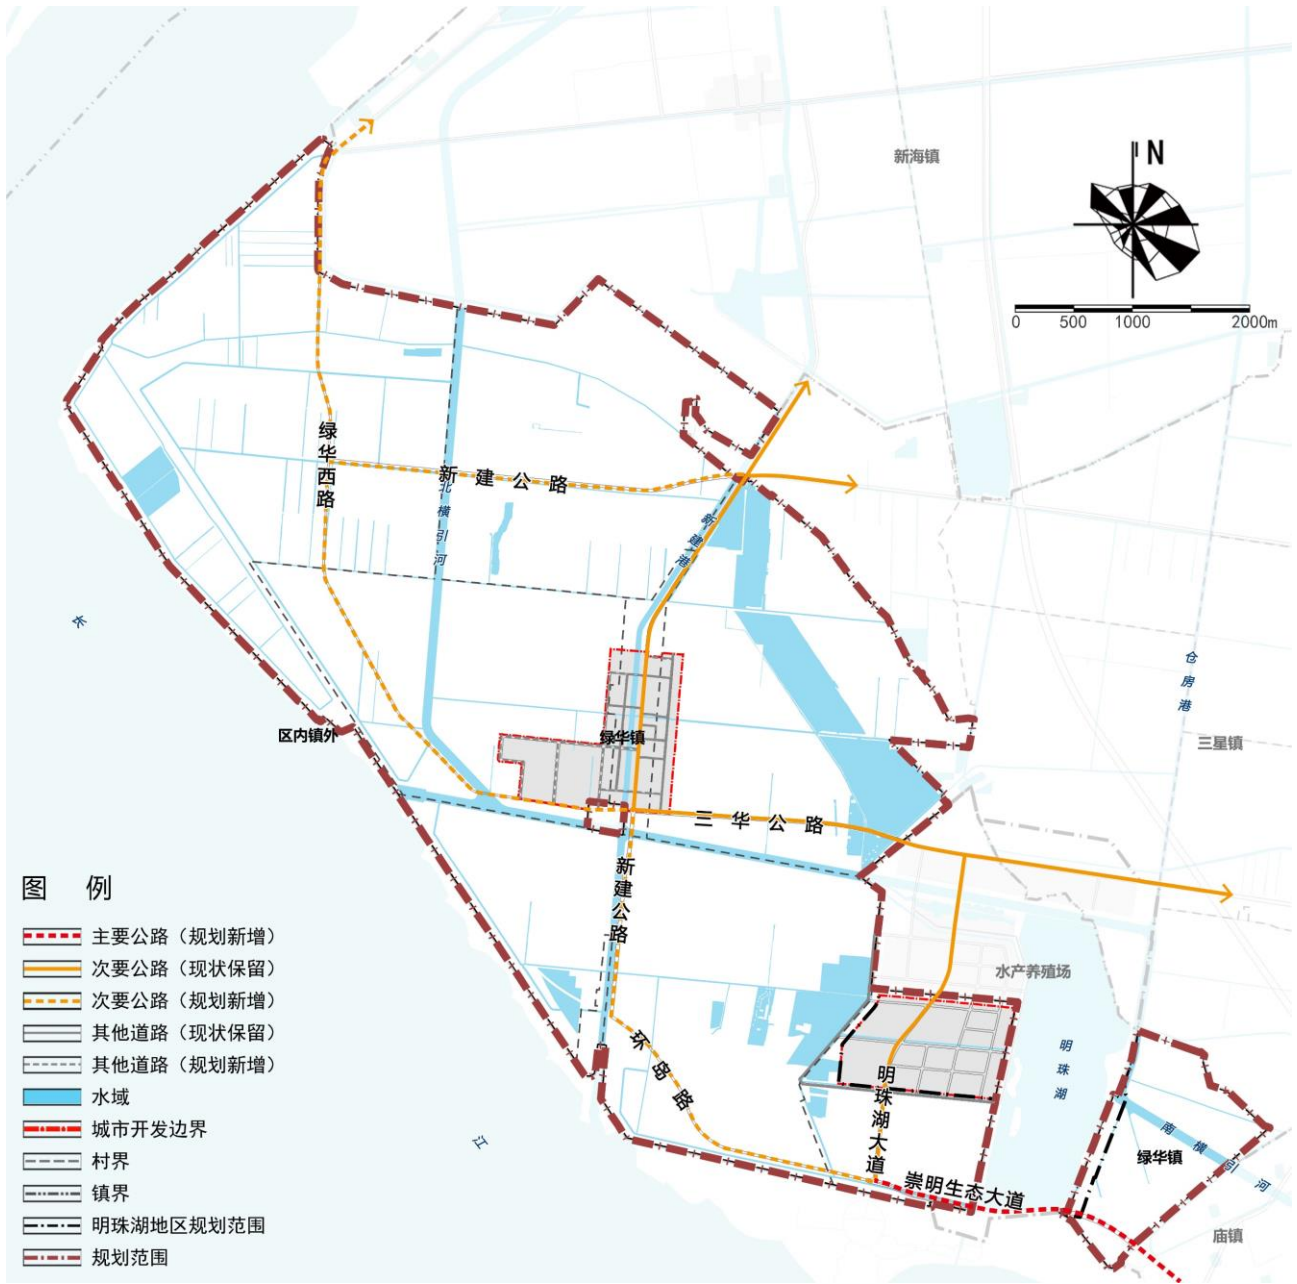 新海镇
N
0 500 1000 2000m
绿华西路
新建公路
北横引河
新建港
长
仓房港
区内镇外
绿华镇
三星镇
三华公路
新建公路
图 例
主要公路（规划新增）
次要公路（现状保留）
次要公路（规划新增）
其他道路（现状保留）
其他道路（规划新增）
水域
城市开发边界
村界
镇界
明珠湖地区规划范围
规划范围
水产养殖场
环岛路
明珠湖
明珠湖大道
江
南横引河
绿华镇
崇明生态大道
庙镇